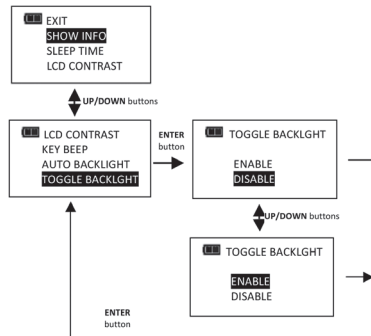 EXIT
SHOW INFO
SLEEP TIME
LCD CONTRAST
UP/DOWN buttons
LCD CONTRAST
KEY BEEP
AUTO BACKLIGHT
TOGGLE BACKLGHT
ENTER
button
TOGGLE BACKLGHT
ENABLE
DISABLE
UP/DOWN buttons
TOGGLE BACKLGHT
ENABLE
DISABLE
ENTER
button